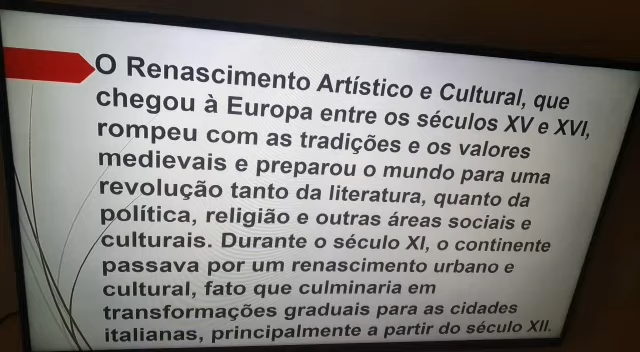 O Renascimento Artístico e Cultural, que
chegou à Europa entre os séculos XV e XVI,
rompeu com as tradições e os valores
medievais e preparou o mundo para uma
revolução tanto da literatura, quanto da
política, religião e outras áreas sociais e
culturais. Durante o século XI, o continente
passava por um renascimento urbano e
cultural, fato que culminaria em
transformações graduais para as cidades
italianas, principalmente a partir do século XII.